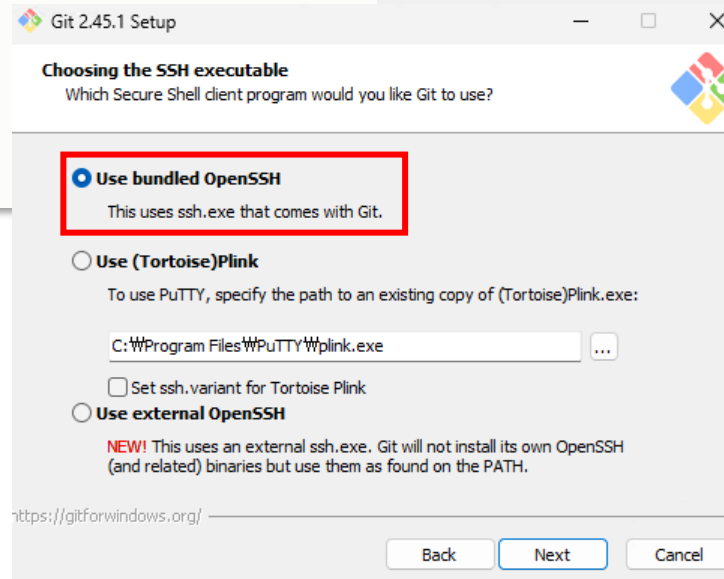 Git 2.45.1 Setup
Choosing the SSH executable
Which Secure Shell client program would you like Git to use?
Use bundled OpenSSH
This uses ssh.exe that comes with Git.
Use (Tortoise)Plink
To use PuTTY, specify the path to an existing copy of (Tortoise)Plink.exe:
C:₩Program Files₩PuTTY₩plink.exe
...
Set ssh.variant for Tortoise Plink
Use external OpenSSH
NEW! This uses an external ssh.exe. Git will not install its own OpenSSH
(and related) binaries but use them as found on the PATH.
https://gitforwindows.org/
Back Next Cancel